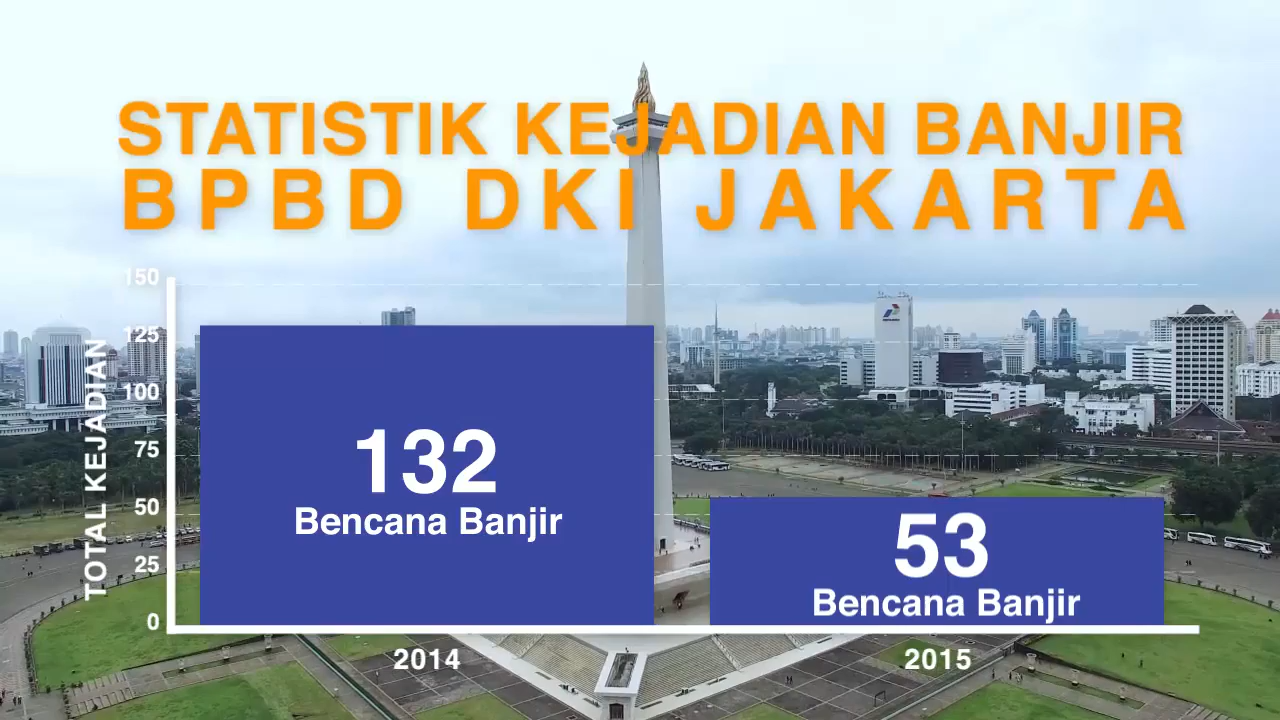 STATISTIK KEJADIAN BANJIR
BPBD DKI JAKARTA
150
125
100
75
50
25
0
TOTAL KEJADIAN
132
Bencana Banjir
53
Bencana Banjir
2014
2015